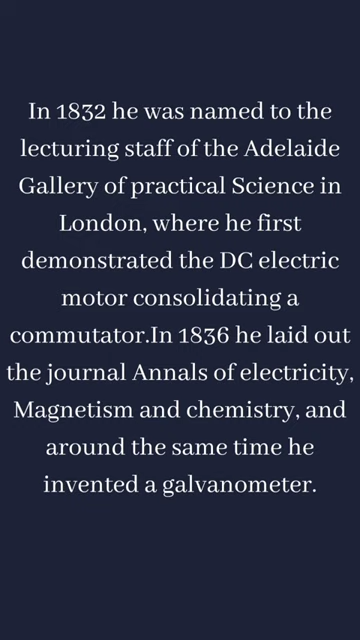 In 1832 he was named to the
lecturing staff of the Adelaide
Gallery of practical Science in
London, where he first
demonstrated the DC electric
motor consolidating a
commutator.In 1836 he laid out
the journal Annals of electricity,
Magnetism and chemistry, and
around the same time he
invented a galvanometer.